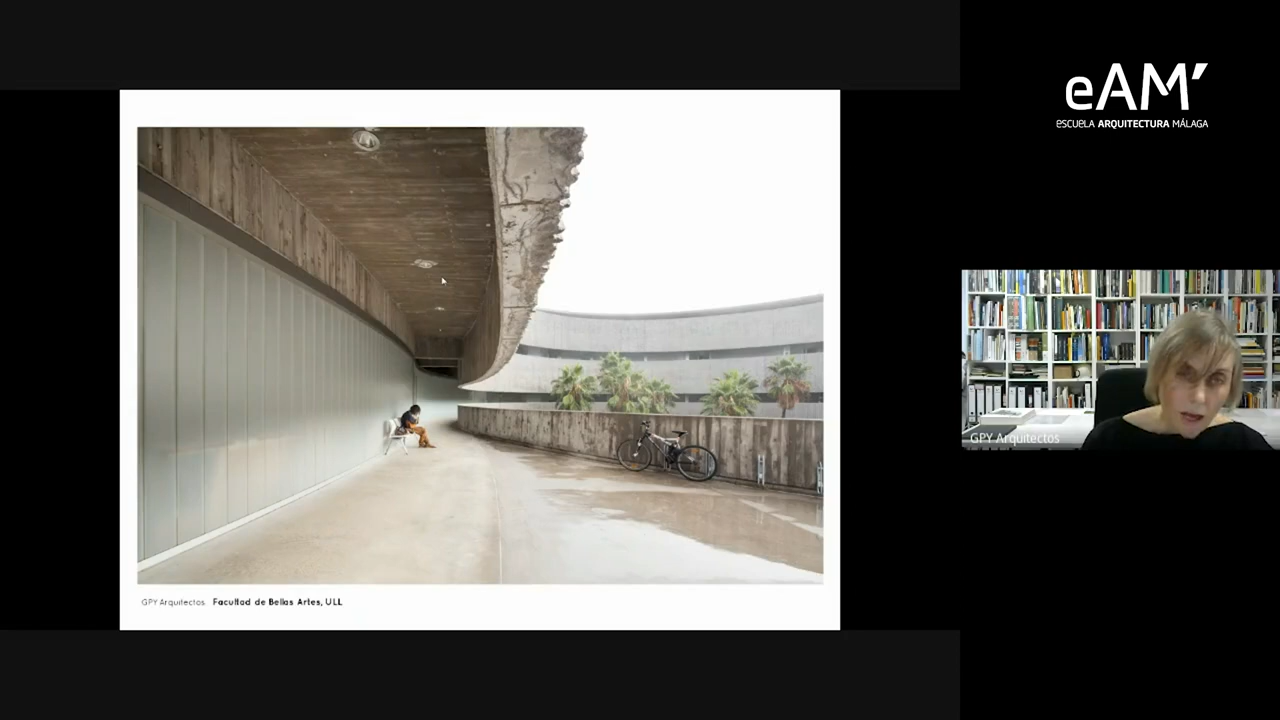 eAM'
ESCUELA ARQUITECTURA MÁLAGA
GPY Arquitectos
GPY Arquitectos Facultad de Bellas Artes, ULL